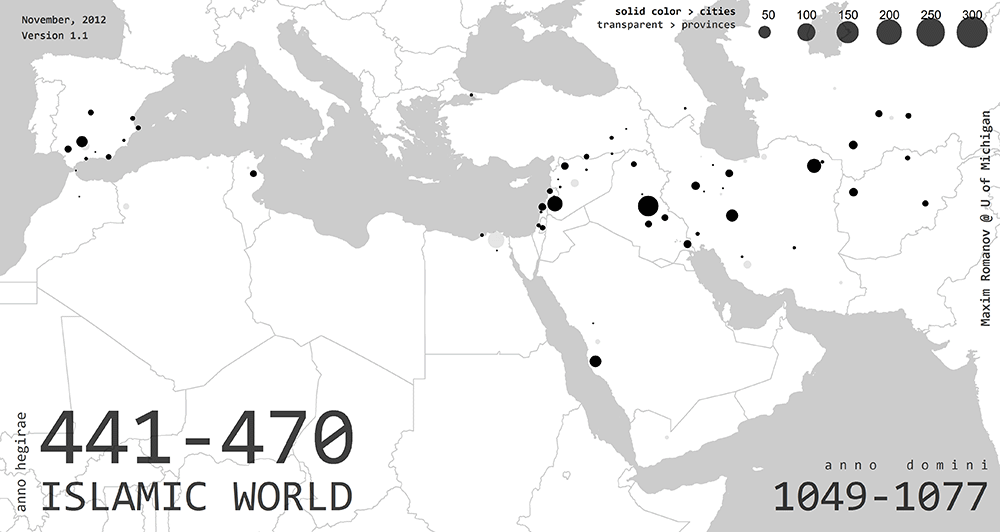 November, 2012
Version 1.1
solid color > cities
transparent > provinces
50 100 150 200 250 300
Maxim Romanov @ U of Michigan
anno hegirae
441-470
ISLAMIC WORLD
anno domini
1049-1077